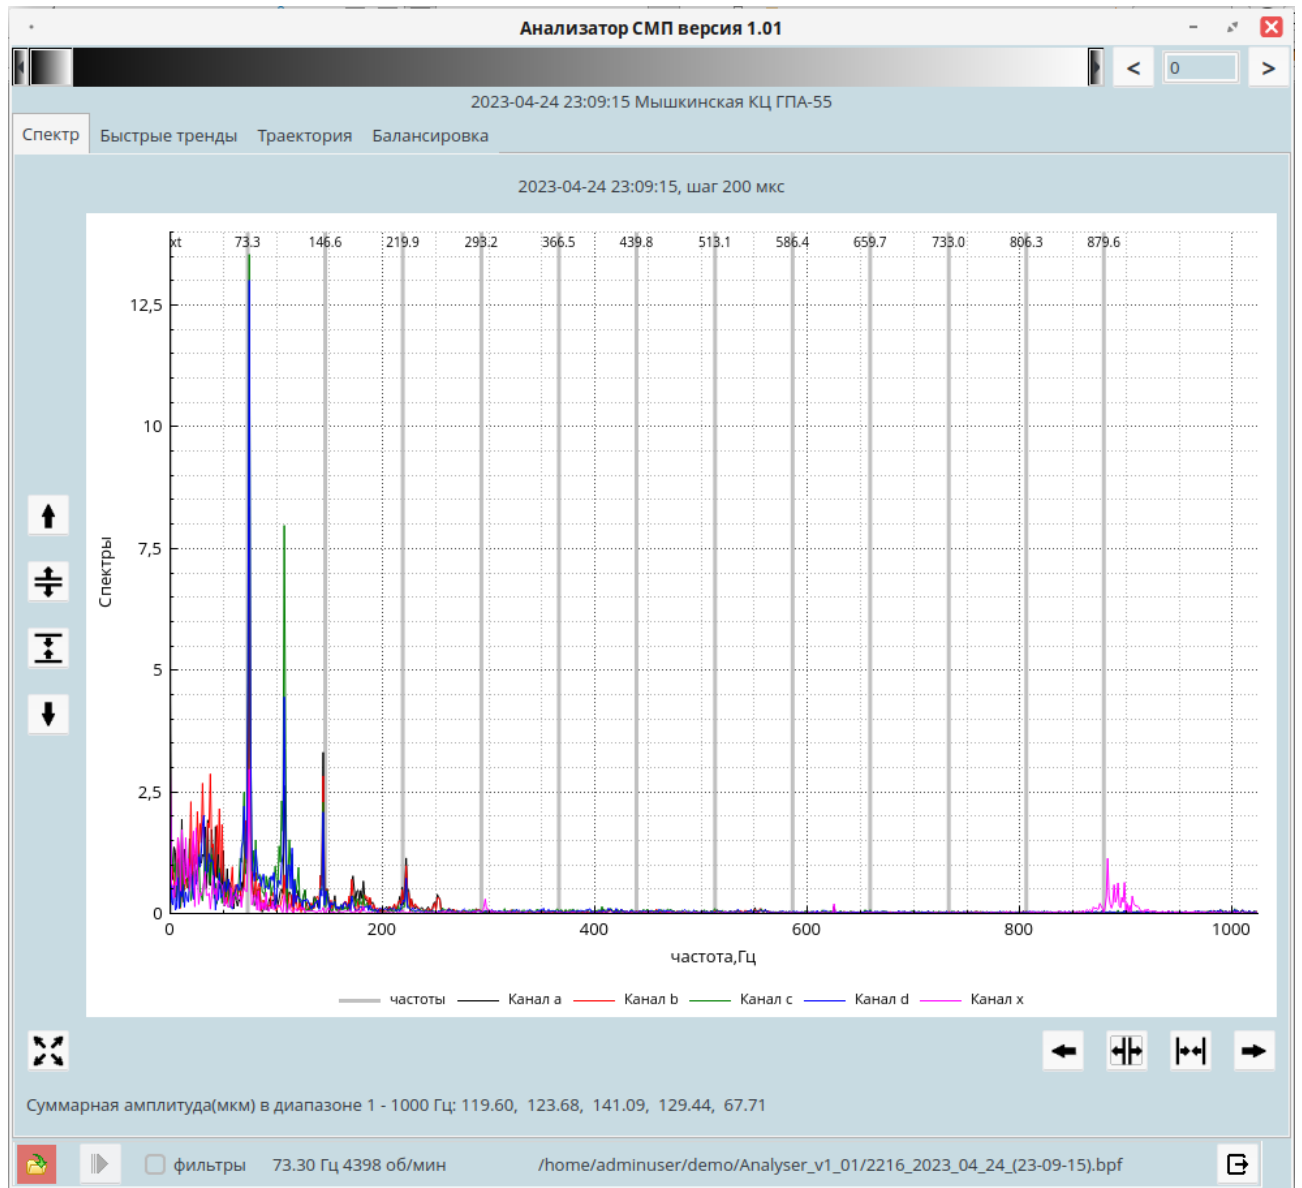 Анализатор СМП версия 1.01
< 0 >
2023-04-24 23:09:15 Мышкинская КЦ ГПА-55
Спектр Быстрые тренды Траектория Балансировка
2023-04-24 23:09:15, шаг 200 мкс
xt 73.3 146.6 219.9 293.2 366.5 439.8 513.1 586.4 659.7 733.0 806.3 879.6
12,5
10
7,5
5
2,5
0
Спектры
0 200 400 600 800 1000
частота,Гц
частоты Канал a Канал b Канал c Канал d Канал x
Суммарная амплитуда(мкм) в диапазоне 1 - 1000 Гц: 119.60, 123.68, 141.09, 129.44, 67.71
фильтры 73.30 Гц 4398 об/мин /home/adminuser/demo/Analyser_v1_01/2216_2023_04_24_(23-09-15).bpf